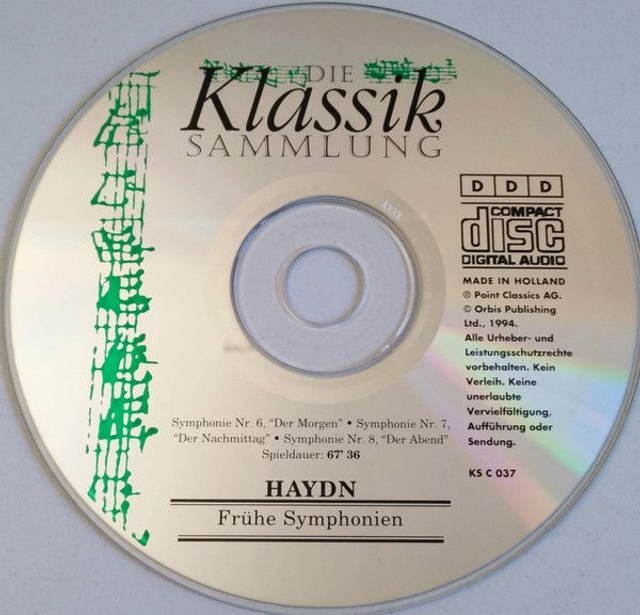 DIE
Klassik
SAMMLUNG
DDD
COMPACT
disc
DIGITAL AUDIO
MADE IN HOLLAND
℗ Point Classics AG.
© Orbis Publishing
Ltd., 1994.
Alle Urheber- und
Leistungsschutzrechte
vorbehalten. Kein
Verleih. Keine
unerlaubte
Vervielfältigung,
Aufführung oder
Sendung.
KS C 037
Symphonie Nr. 6, “Der Morgen” • Symphonie Nr. 7,
“Der Nachmittag” • Symphonie Nr. 8, “Der Abend”
Spieldauer: 67' 36
HAYDN
Frühe Symphonien